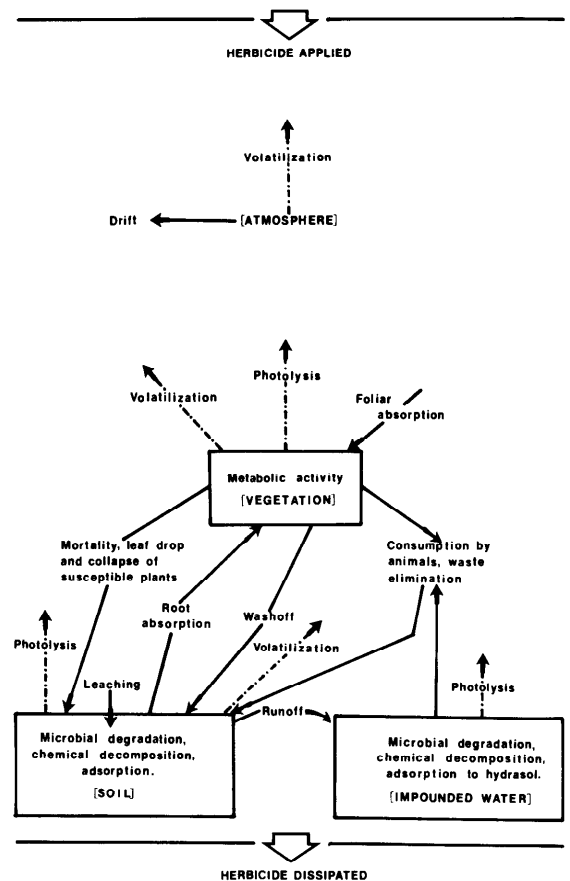 HERBICIDE APPLIED
Volatilization
Drift
[ATMOSPHERE]
Photolysis
Volatilization
Foliar
absorption
Metabolic activity
[VEGETATION]
Mortality, leaf drop
and collapse of
susceptible plants
Consumption by
animals, waste
elimination
Root
absorption
Washoff
Photolysis
Volatilization
Leaching
Photolysis
Runoff
Microbial degradation,
chemical decomposition,
adsorption.
[SOIL]
Microbial degradation,
chemical decomposition,
adsorption to hydrasol.
[IMPOUNDED WATER]
HERBICIDE DISSIPATED